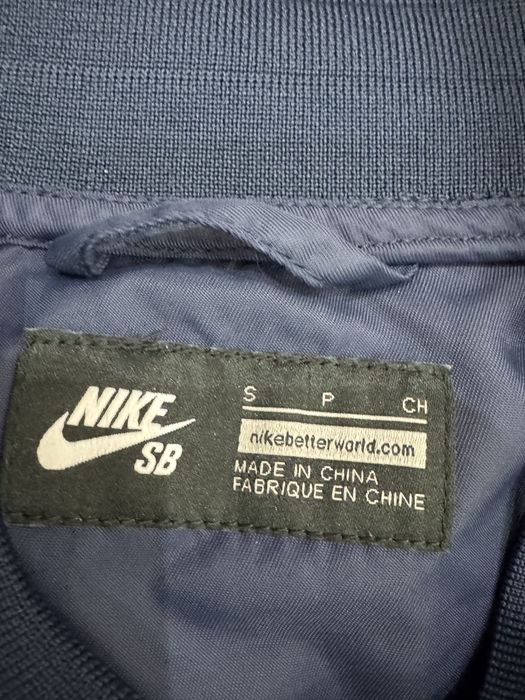 NIKE
SB
S P CH
nikebetterworld.com
MADE IN CHINA
FABRIQUE EN CHINE